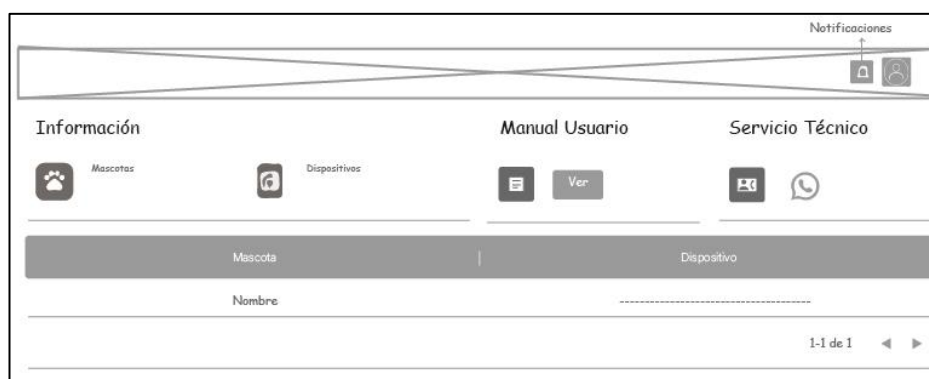 Notificaciones
Información
Manual Usuario
Servicio Técnico
Mascotas
Dispositivos
Ver
Mascota | Dispositivo
Nombre --------------------------------------
1-1 de 1